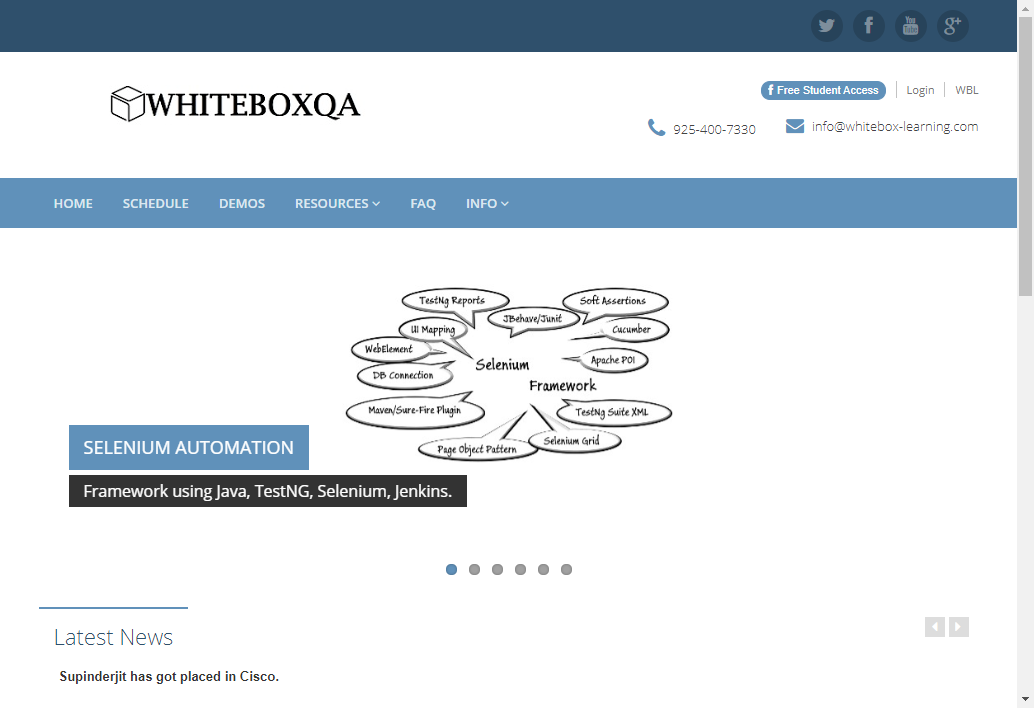 f Free Student Access
Login
WBL
WHITEBOXQA
925-400-7330
info@whitebox-learning.com
HOME
SCHEDULE
DEMOS
RESOURCES
FAQ
INFO
TestNg Reports
Soft Assertions
JBehave/Junit
UI Mapping
Cucumber
WebElement
Selenium
Apache POI
DB Connection
Framework
Maven/Sure-Fire Plugin
TestNg Suite XML
Selenium Grid
Page Object Pattern
SELENIUM AUTOMATION
Framework using Java, TestNG, Selenium, Jenkins.
Latest News
Supinderjit has got placed in Cisco.